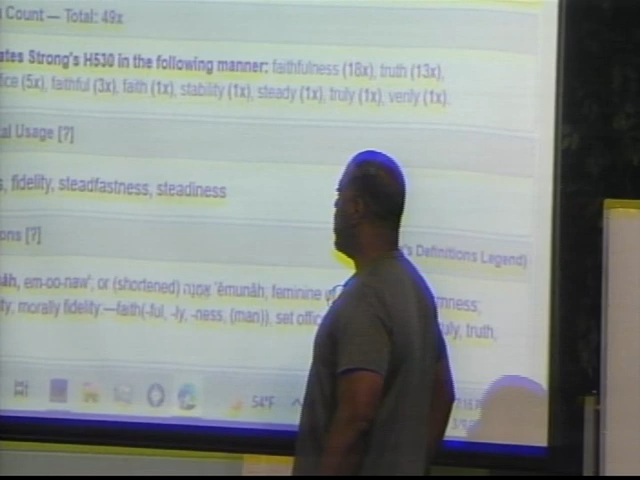 Count — Total: 49x
ates Strong's H530 in the following manner: faithfulness (18x), truth (13x),
ice (5x), faithful (3x), faith (1x), stability (1x), steady (1x), truly (1x), verily (1x).
al Usage [?]
, fidelity, steadfastness, steadiness
ons [?]
's Definitions Legend)
âh, em-oo-naw'; or (shortened) אֱמֻנָה 'ĕmunâh; feminine
mness;
ty, morally fidelity:—faith(-ful, -ly, -ness, (man)), set offic
uly, truth,
54°F